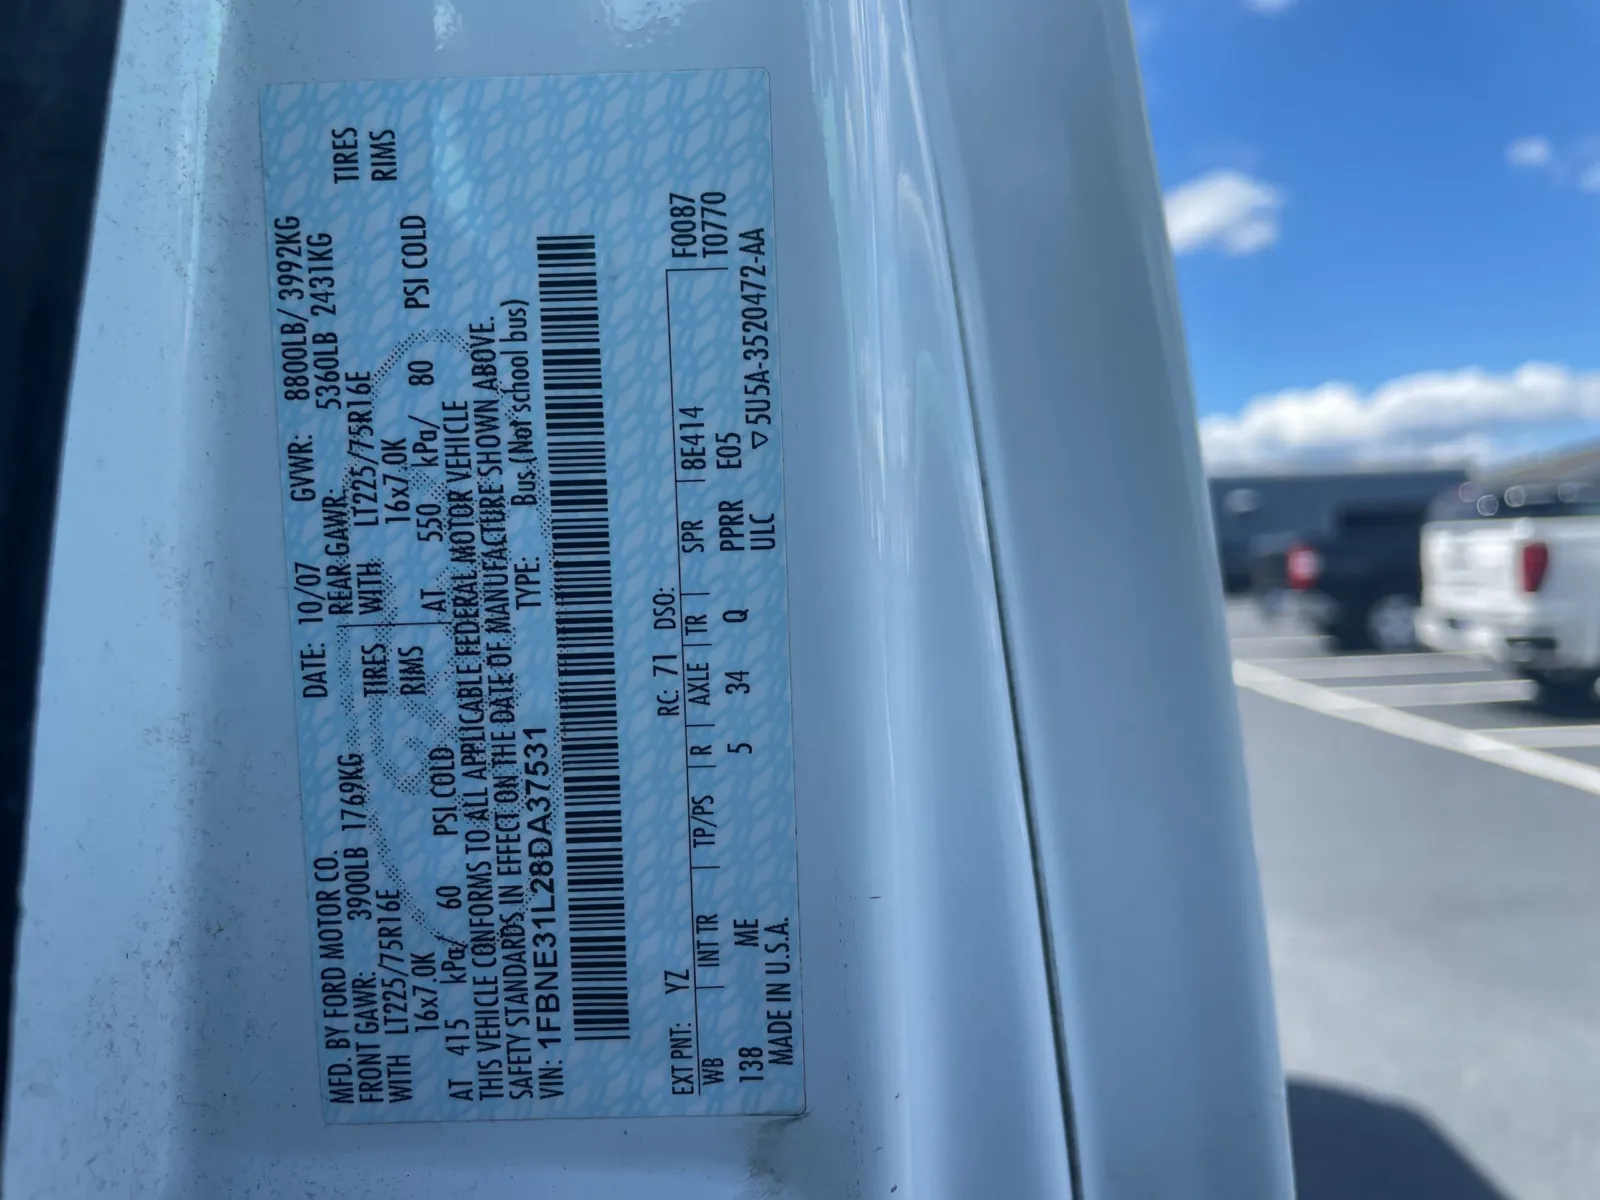 MFD. BY FORD MOTOR CO. DATE: 10/07 GVWR: 8800LB/ 3992KG
FRONT GAWR: 3900LB 1769KG REAR GAWR: 5360LB 2431KG
WITH LT225/75R16E TIRES WITH LT225/75R16E TIRES
16x7.0K RIMS 16x7.0K RIMS
AT 415 kPa/ 60 PSI COLD AT 550 kPa/ 80 PSI COLD
THIS VEHICLE CONFORMS TO ALL APPLICABLE FEDERAL MOTOR VEHICLE
SAFETY STANDARDS IN EFFECT ON THE DATE OF MANUFACTURE SHOWN ABOVE.
VIN: 1FBNE31L28DA37531 TYPE: Bus (Not school bus)
EXT PNT: YZ RC: 71 DSO: F0087
WB | INT TR | TP/PS | R | AXLE | TR | SPR | 8E414 T0770
138 ME 5 34 Q PPRR E05
MADE IN U.S.A. ULC ▽5U5A-3520472-AA